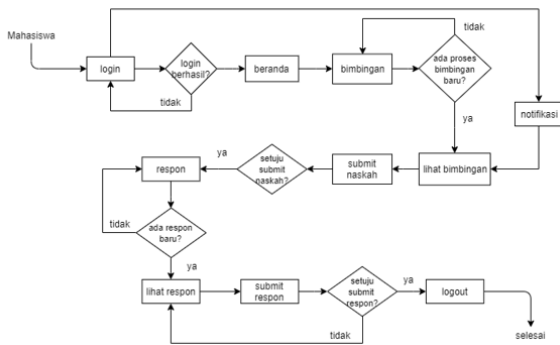 tidak
Mahasiswa
login
login
berhasil?
beranda
bimbingan
ada proses
bimbingan
baru?
tidak
notifikasi
ya
ya
setuju
submit
naskah?
submit
naskah
lihat bimbingan
respon
tidak
ada respon
baru?
ya
lihat respon
submit
respon
setuju
submit
respon?
ya
logout
tidak
selesai